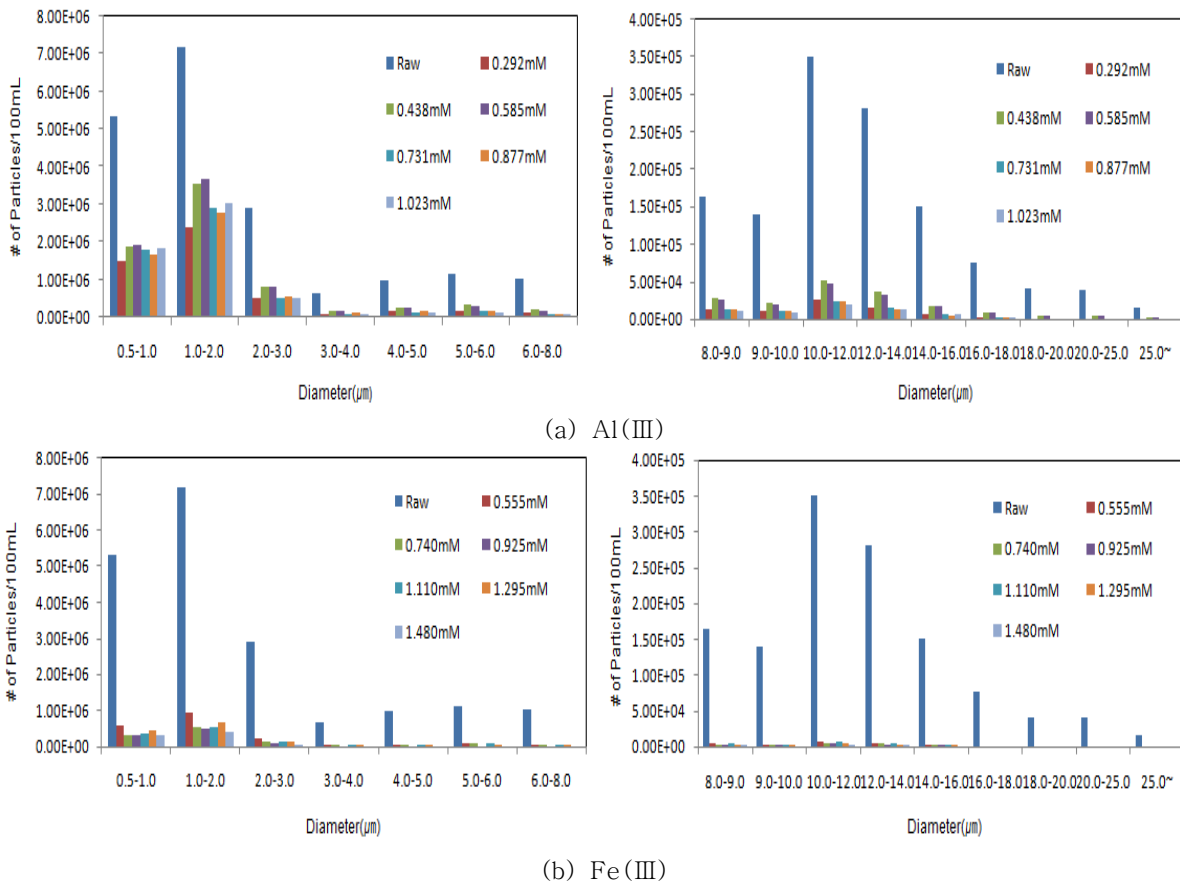 8.00E+06
7.00E+06
6.00E+06
5.00E+06
4.00E+06
3.00E+06
2.00E+06
1.00E+06
0.00E+00
# of Particles/100mL
Raw 0.292mM
0.438mM 0.585mM
0.731mM 0.877mM
1.023mM
0.5-1.0 1.0-2.0 2.0-3.0 3.0-4.0 4.0-5.0 5.0-6.0 6.0-8.0
Diameter(㎛)
4.00E+05
3.50E+05
3.00E+05
2.50E+05
2.00E+05
1.50E+05
1.00E+05
5.00E+04
0.00E+00
# of Particles/100mL
Raw 0.292mM
0.438mM 0.585mM
0.731mM 0.877mM
1.023mM
8.0-9.0 9.0-10.0 10.0-12.0 12.0-14.0 14.0-16.0 16.0-18.0 18.0-20.0 20.0-25.0 25.0~
Diameter(㎛)
(a) Al(Ⅲ)
8.00E+06
7.00E+06
6.00E+06
5.00E+06
4.00E+06
3.00E+06
2.00E+06
1.00E+06
0.00E+00
# of Particles/100mL
Raw 0.555mM
0.740mM 0.925mM
1.110mM 1.295mM
1.480mM
0.5-1.0 1.0-2.0 2.0-3.0 3.0-4.0 4.0-5.0 5.0-6.0 6.0-8.0
Diameter(㎛)
4.00E+05
3.50E+05
3.00E+05
2.50E+05
2.00E+05
1.50E+05
1.00E+05
5.00E+04
0.00E+00
# of Particles/100mL
Raw 0.555mM
0.740mM 0.925mM
1.110mM 1.295mM
1.480mM
8.0-9.0 9.0-10.0 10.0-12.0 12.0-14.0 14.0-16.0 16.0-18.0 18.0-20.0 20.0-25.0 25.0~
Diameter(㎛)
(b) Fe(Ⅲ)